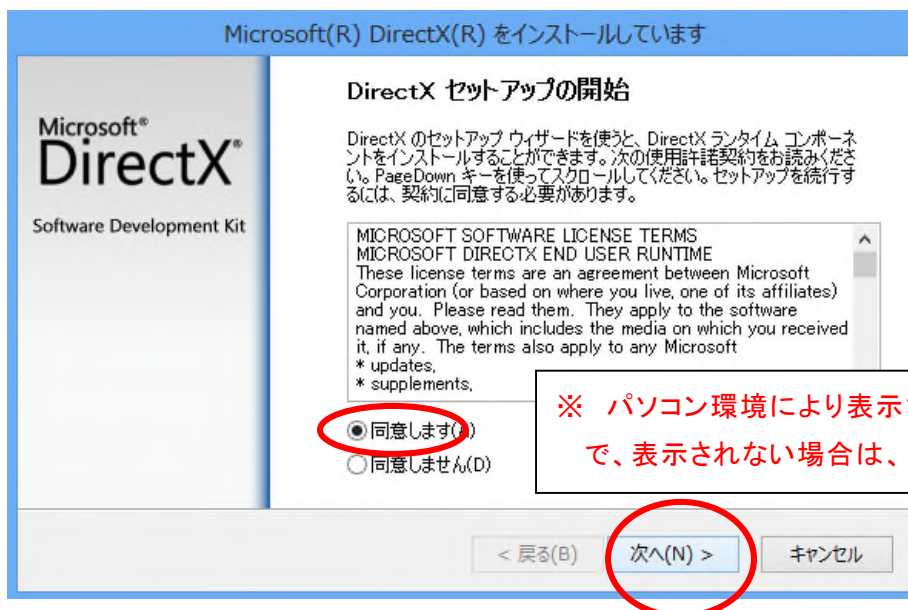 Microsoft(R) DirectX(R) をインストールしています
Microsoft®
DirectX®
Software Development Kit
DirectX セットアップの開始
DirectX のセットアップ ウィザードを使うと、DirectX ランタイム コンポーネ
ントをインストールすることができます。次の使用許諾契約をお読みくださ
い。PageDown キーを使ってスクロールしてください。セットアップを続行す
るには、契約に同意する必要があります。
MICROSOFT SOFTWARE LICENSE TERMS
MICROSOFT DIRECTX END USER RUNTIME
These license terms are an agreement between Microsoft
Corporation (or based on where you live, one of its affiliates)
and you. Please read them. They apply to the software
named above, which includes the media on which you received
it, if any. The terms also apply to any Microsoft
* updates,
* supplements,
※ パソコン環境により表示
で、表示されない場合は、
同意します(A)
同意しません(D)
< 戻る(B)
次へ(N) >
キャンセル